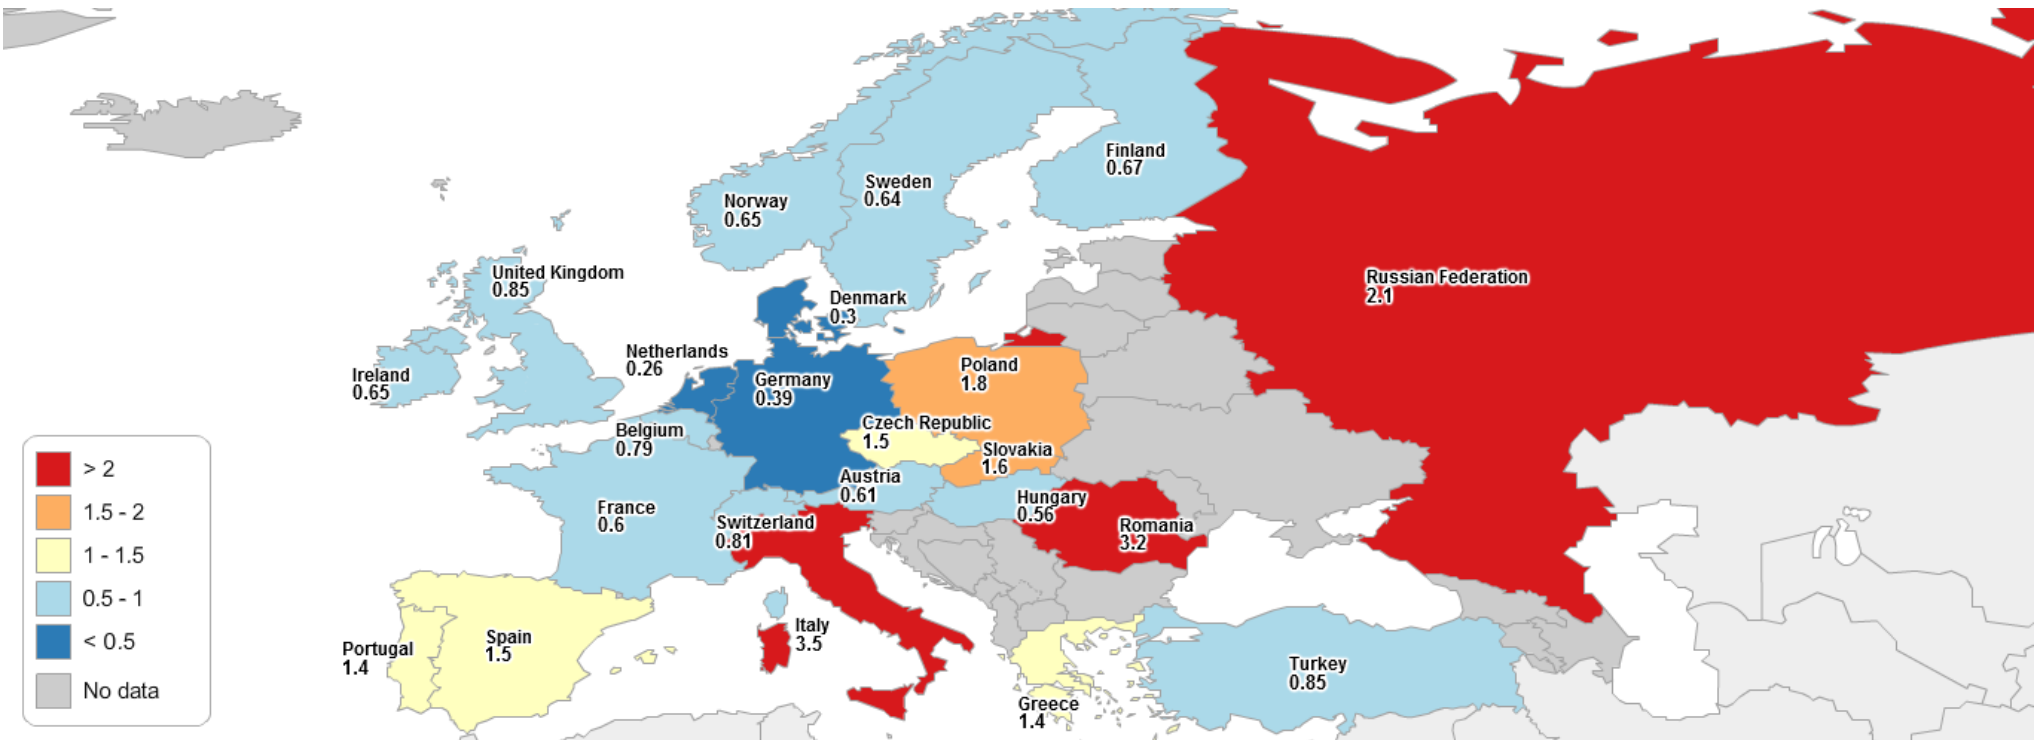 Finland
0.67
Sweden
0.64
Norway
0.65
United Kingdom
0.85
Russian Federation
2.1
Denmark
0.3
Netherlands
0.26
Ireland
0.65
Germany
0.39
Poland
1.8
Belgium
0.79
Czech Republic
1.5
Slovakia
1.6
Austria
0.61
France
0.6
Switzerland
0.81
Hungary
0.56
Romania
3.2
Italy
3.5
Portugal
1.4
Spain
1.5
Greece
1.4
Turkey
0.85
> 2
1.5 - 2
1 - 1.5
0.5 - 1
< 0.5
No data